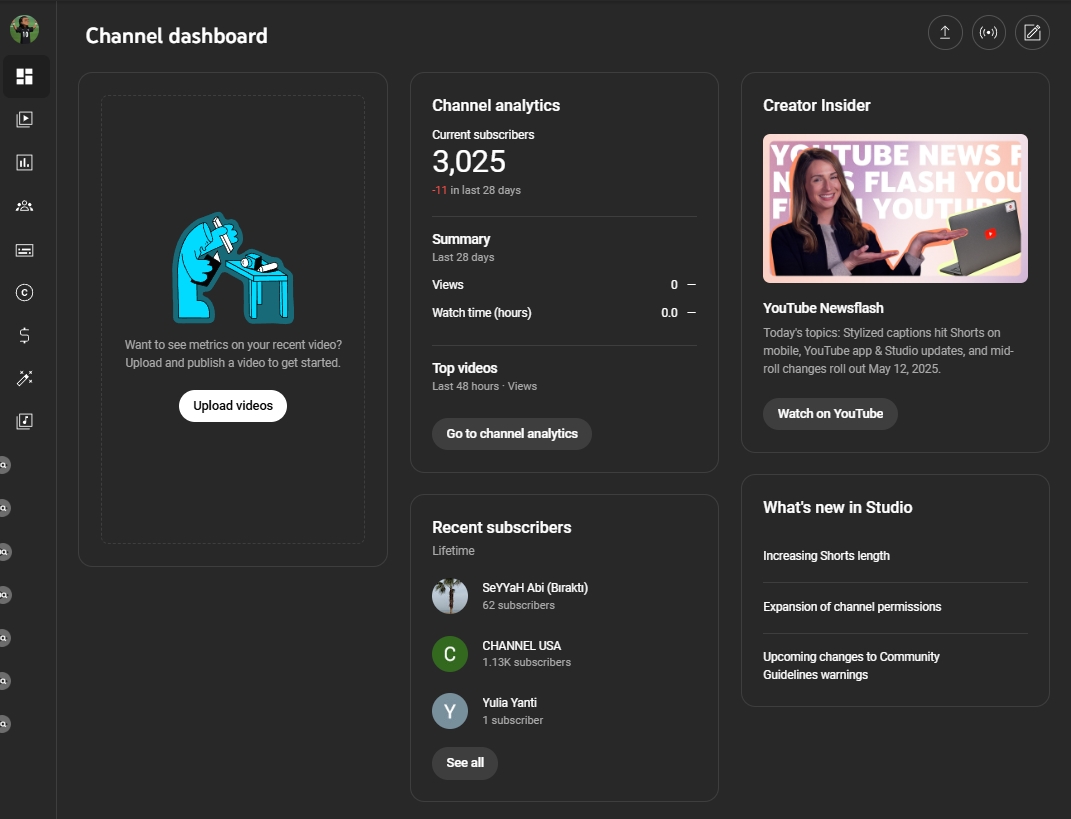 Channel dashboard
Want to see metrics on your recent video?
Upload and publish a video to get started.
Upload videos
Channel analytics
Current subscribers
3,025
-11 in last 28 days
Summary
Last 28 days
Views 0 —
Watch time (hours) 0.0 —
Top videos
Last 48 hours · Views
Go to channel analytics
Recent subscribers
Lifetime
SeYYaH Abi (Bıraktı)
62 subscribers
C
CHANNEL USA
1.13K subscribers
Y
Yulia Yanti
1 subscriber
See all
Creator Insider
YOUTUBE NEWS F
FLASH YOU
YOUTUB
YouTube Newsflash
Today's topics: Stylized captions hit Shorts on
mobile, YouTube app & Studio updates, and mid-
roll changes roll out May 12, 2025.
Watch on YouTube
What's new in Studio
Increasing Shorts length
Expansion of channel permissions
Upcoming changes to Community
Guidelines warnings